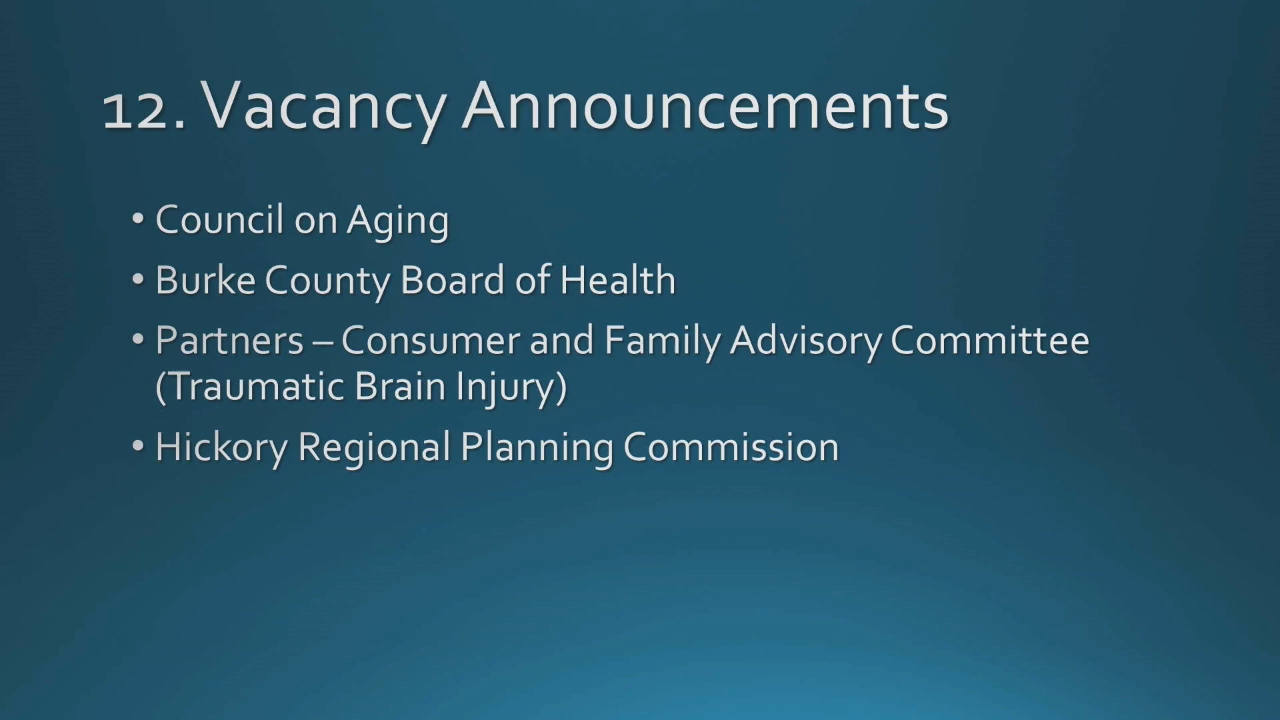 12. Vacancy Announcements
• Council on Aging
• Burke County Board of Health
• Partners – Consumer and Family Advisory Committee
(Traumatic Brain Injury)
• Hickory Regional Planning Commission